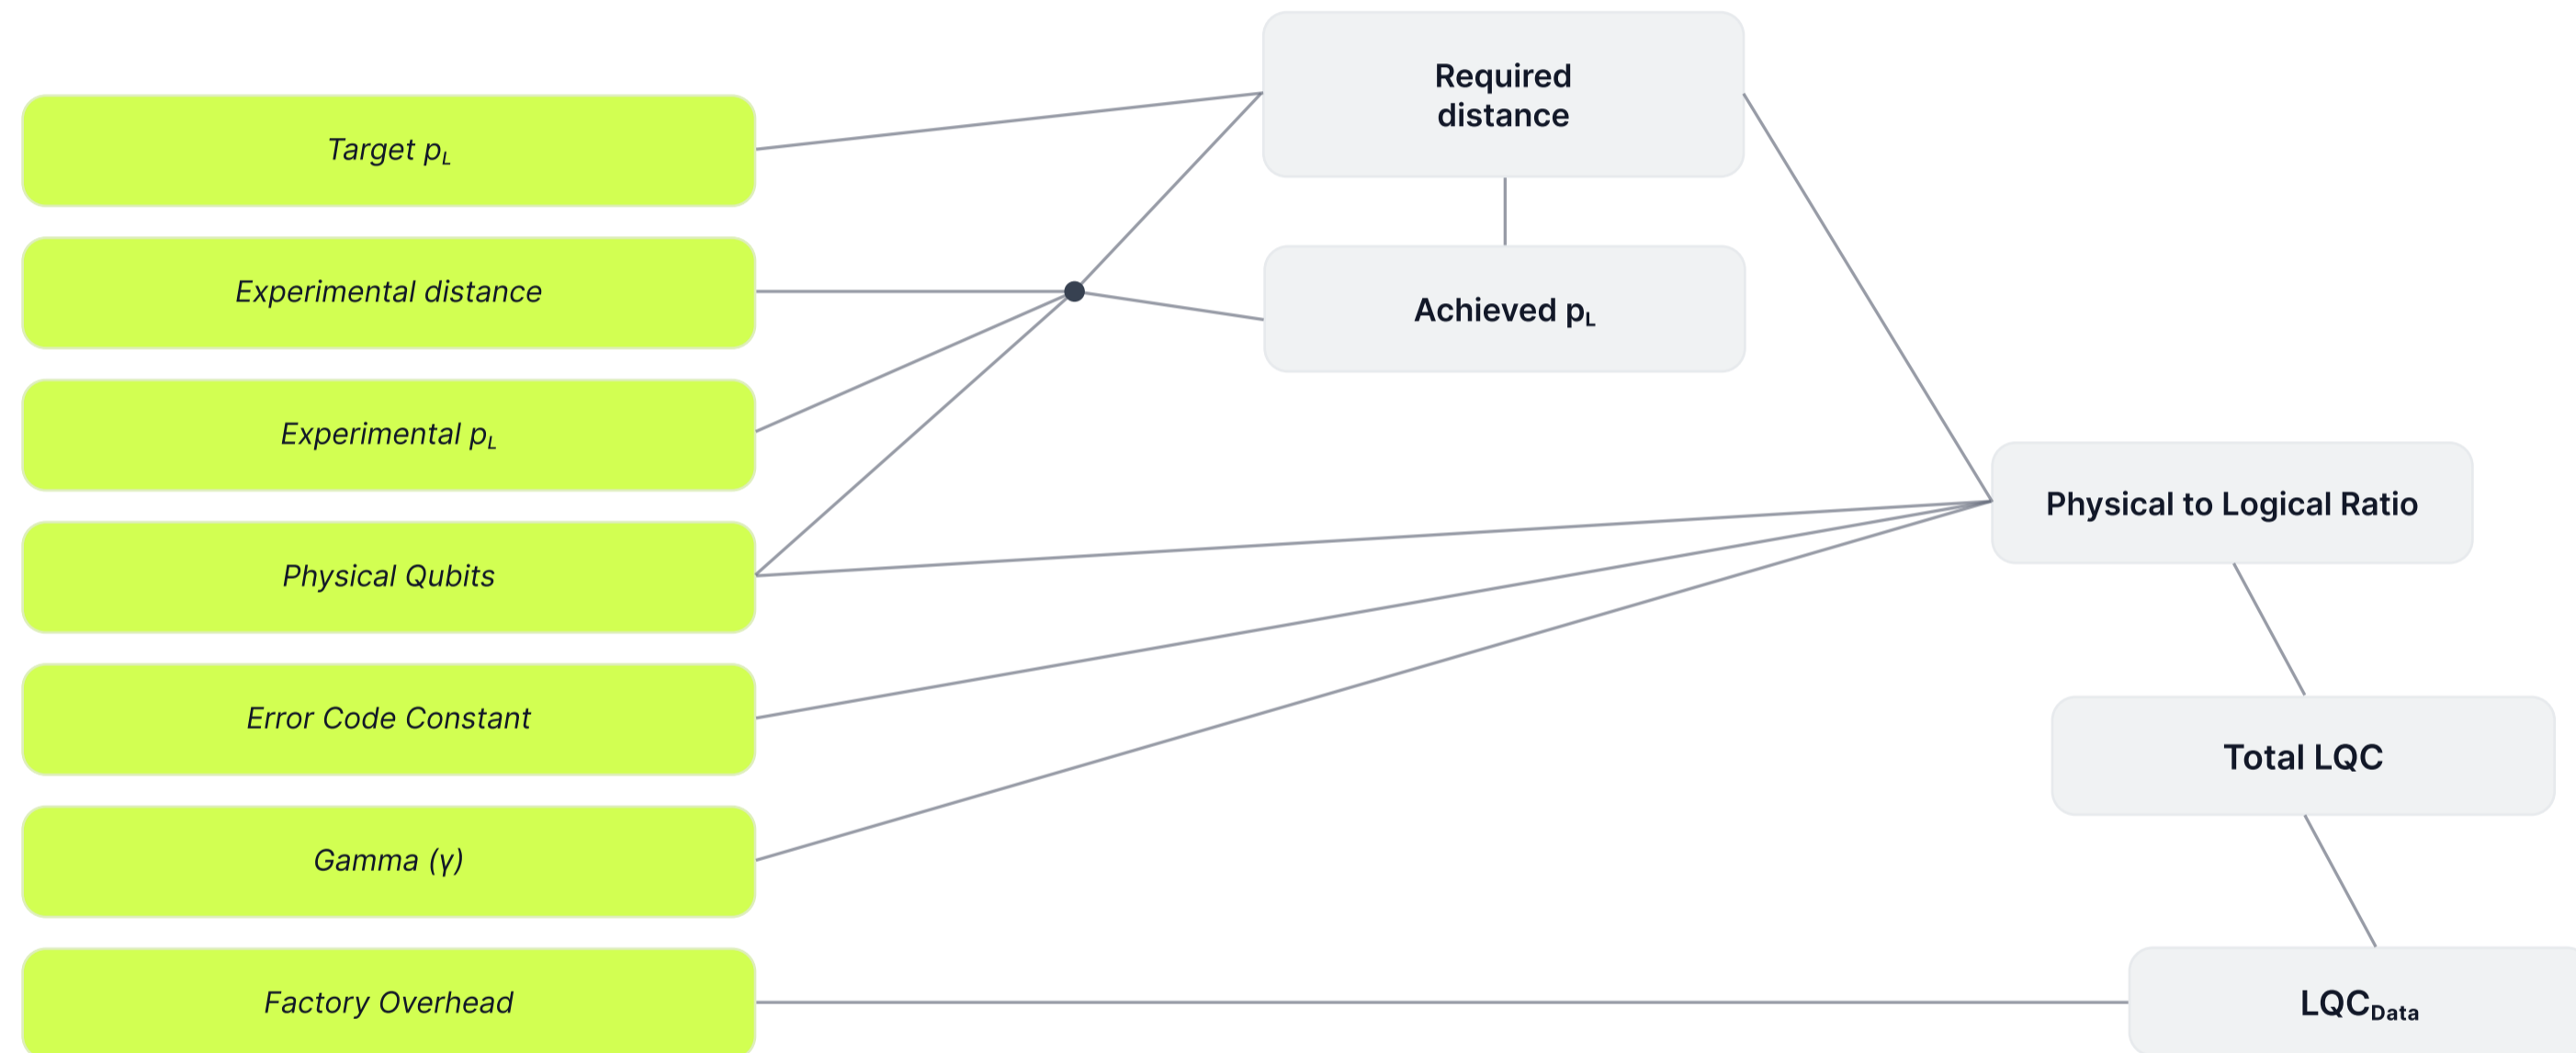 Required
distance
Target pL
Experimental distance
Achieved pL
Experimental pL
Physical to Logical Ratio
Physical Qubits
Error Code Constant
Total LQC
Gamma (γ)
Factory Overhead
LQCData